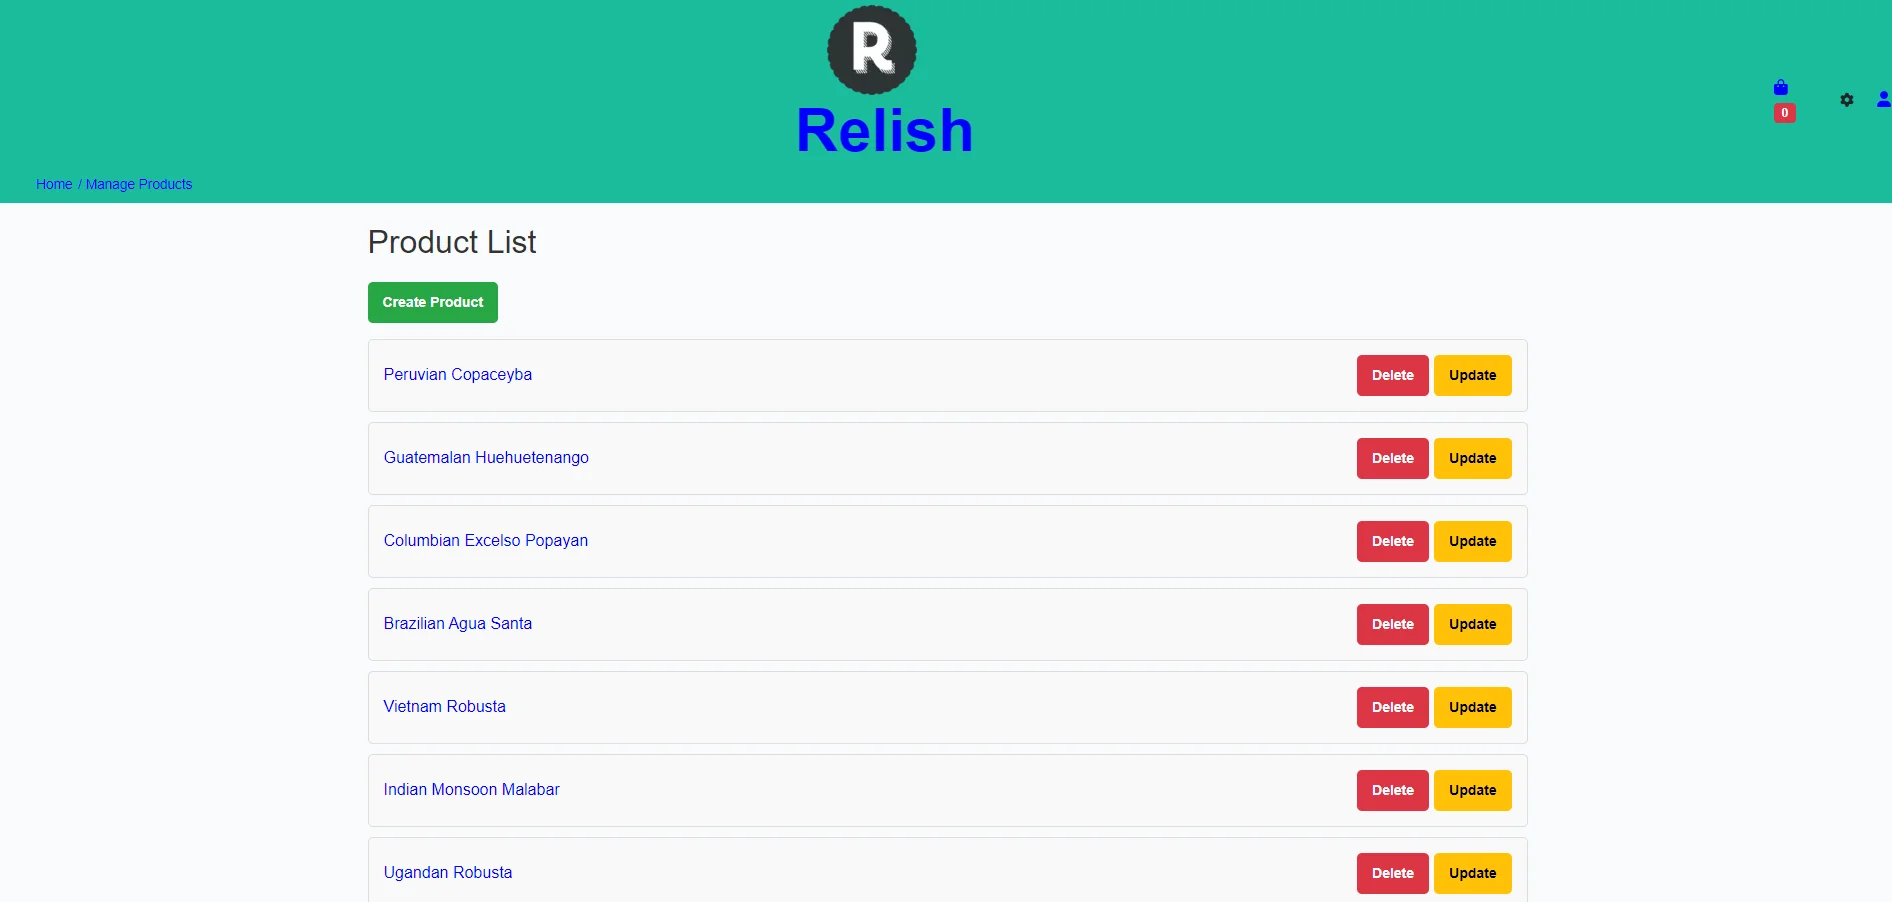 R
Relish
0
Home / Manage Products
Product List
Create Product
Peruvian Copaceyba Delete Update
Guatemalan Huehuetenango Delete Update
Columbian Excelso Popayan Delete Update
Brazilian Agua Santa Delete Update
Vietnam Robusta Delete Update
Indian Monsoon Malabar Delete Update
Ugandan Robusta Delete Update